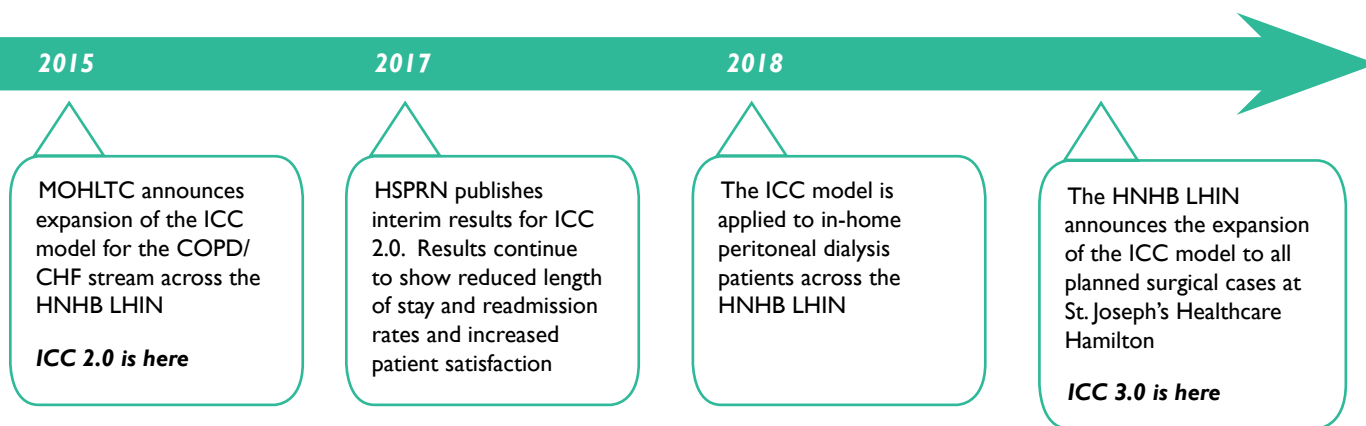 2015
2017
2018
MOHLTC announces
expansion of the ICC
model for the COPD/
CHF stream across the
HNHB LHIN
ICC 2.0 is here
HSPRN publishes
interim results for ICC
2.0. Results continue
to show reduced length
of stay and readmission
rates and increased
patient satisfaction
The ICC model is
applied to in-home
peritoneal dialysis
patients across the
HNHB LHIN
The HNHB LHIN
announces the expansion
of the ICC model to all
planned surgical cases at
St. Joseph's Healthcare
Hamilton
ICC 3.0 is here